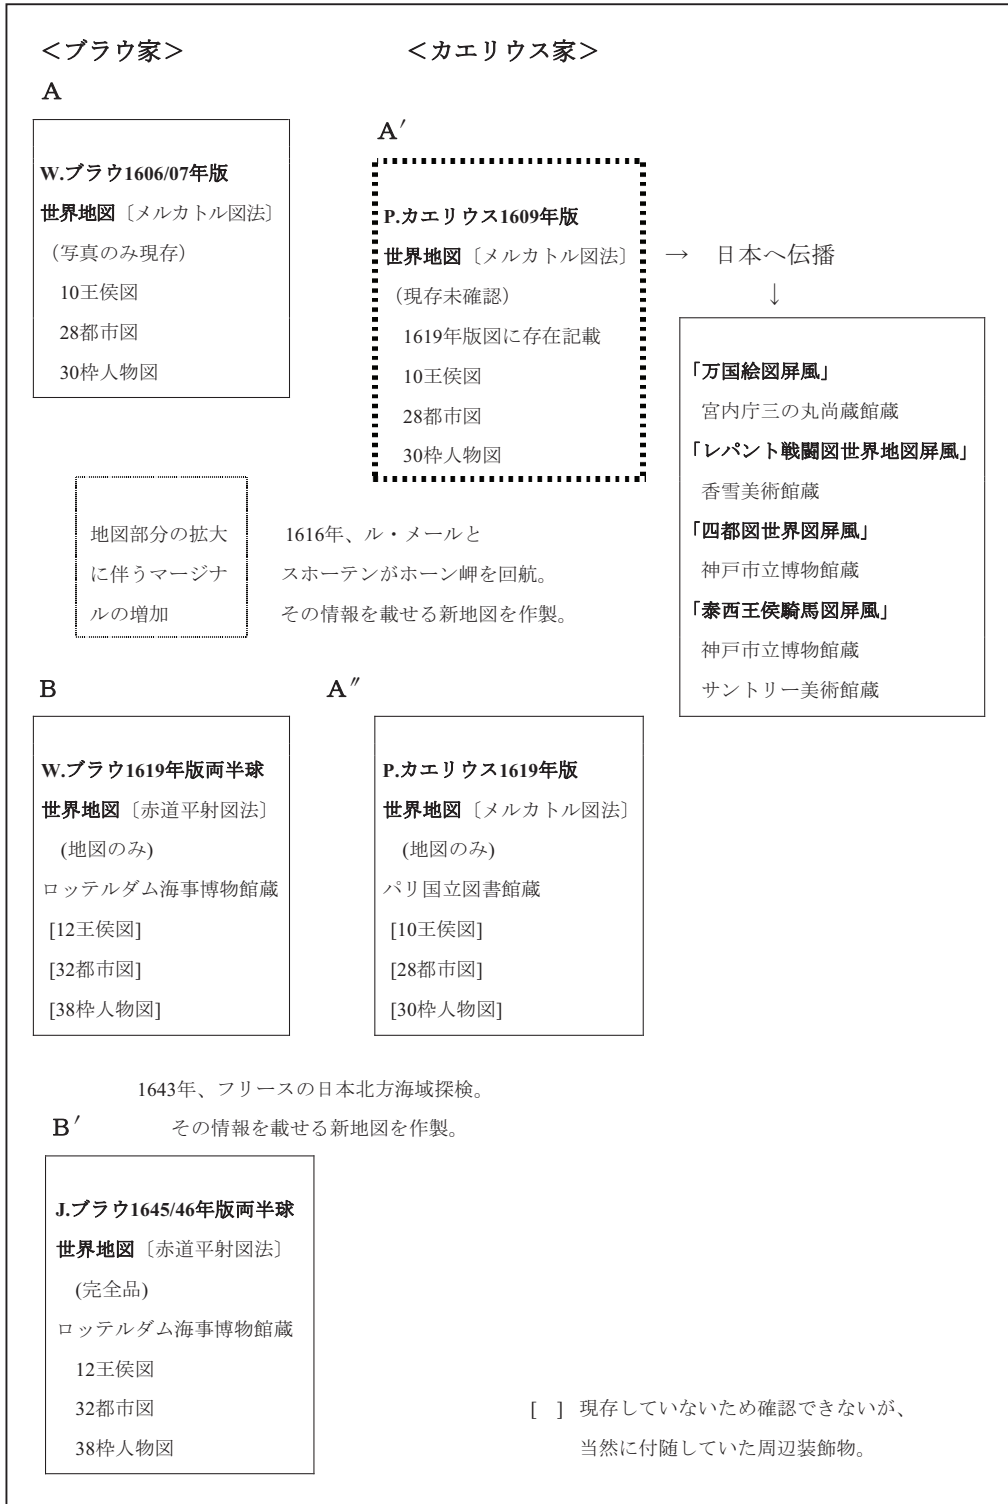 ＜ブラウ家＞
＜カエリウス家＞
A
W.ブラウ1606/07年版
世界地図〔メルカトル図法〕
（写真のみ現存）
10王侯図
28都市図
30枠人物図
A′
P.カエリウス1609年版
世界地図〔メルカトル図法〕
（現存未確認）
1619年版図に存在記載
10王侯図
28都市図
30枠人物図
→ 日本へ伝播
↓
「万国絵図屏風」
宮内庁三の丸尚蔵館蔵
「レパント戦闘図世界地図屏風」
香雪美術館蔵
「四都図世界図屏風」
神戸市立博物館蔵
「泰西王侯騎馬図屏風」
神戸市立博物館蔵
サントリー美術館蔵
地図部分の拡大
に伴うマージナ
ルの増加
1616年、ル・メールと
スホーテンがホーン岬を回航。
その情報を載せる新地図を作製。
B
W.ブラウ1619年版両半球
世界地図〔赤道平射図法〕
(地図のみ)
ロッテルダム海事博物館蔵
[12王侯図]
[32都市図]
[38枠人物図]
A″
P.カエリウス1619年版
世界地図〔メルカトル図法〕
(地図のみ)
パリ国立図書館蔵
[10王侯図]
[28都市図]
[30枠人物図]
1643年、フリースの日本北方海域探検。
その情報を載せる新地図を作製。
B′
J.ブラウ1645/46年版両半球
世界地図〔赤道平射図法〕
(完全品)
ロッテルダム海事博物館蔵
12王侯図
32都市図
38枠人物図
[　] 現存していないため確認できないが、
当然に付随していた周辺装飾物。